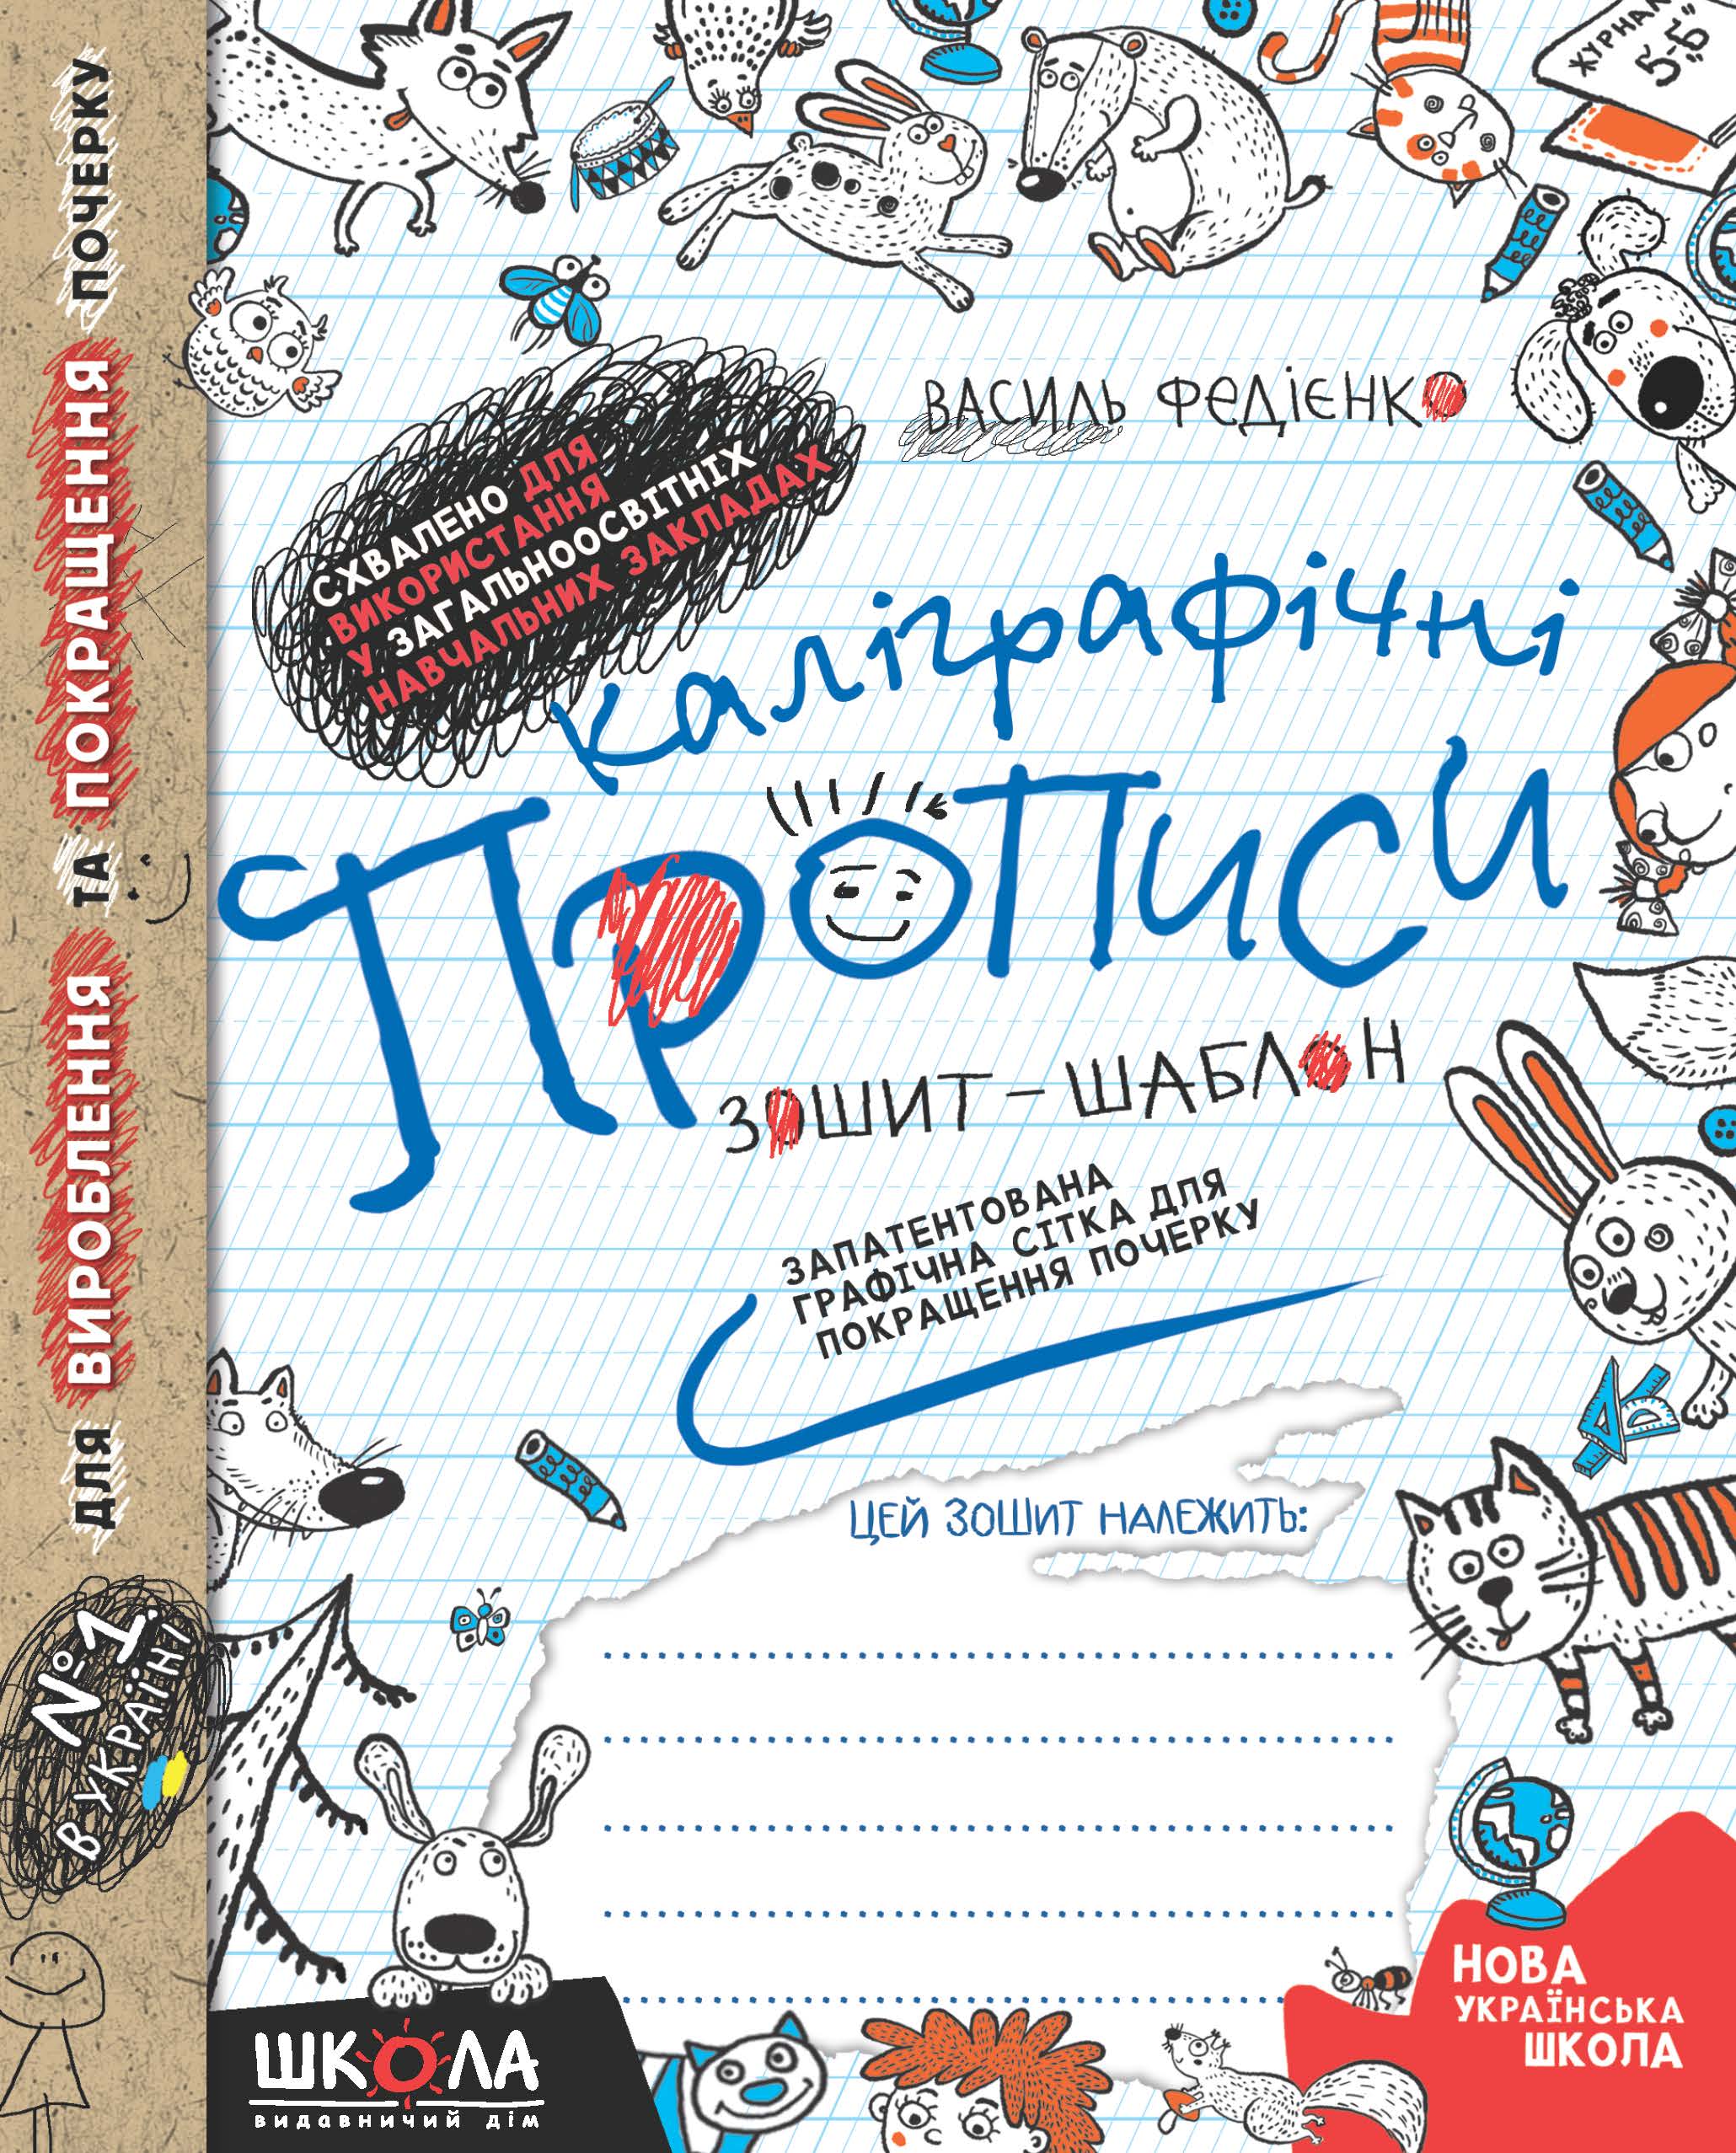 ДЛЯ ВИРОБЛЕННЯ ТА ПОКРАЩЕННЯ ПОЧЕРКУ
№1
В УКРАЇНІ
ЖУРНАЛ
5-"Б"
ВАСИЛЬ ФЕДІЄНКО
СХВАЛЕНО ДЛЯ
ВИКОРИСТАННЯ
У ЗАГАЛЬНООСВІТНІХ
НАВЧАЛЬНИХ ЗАКЛАДАХ
каліграфічні
Прописи
ЗОШИТ-ШАБЛОН
ЗАПАТЕНТОВАНА
ГРАФІЧНА СІТКА ДЛЯ
ПОКРАЩЕННЯ ПОЧЕРКУ
ЦЕЙ ЗОШИТ НАЛЕЖИТЬ:
НОВА
УКРАЇНСЬКА
ШКОЛА
ШКОЛА
видавничий дім